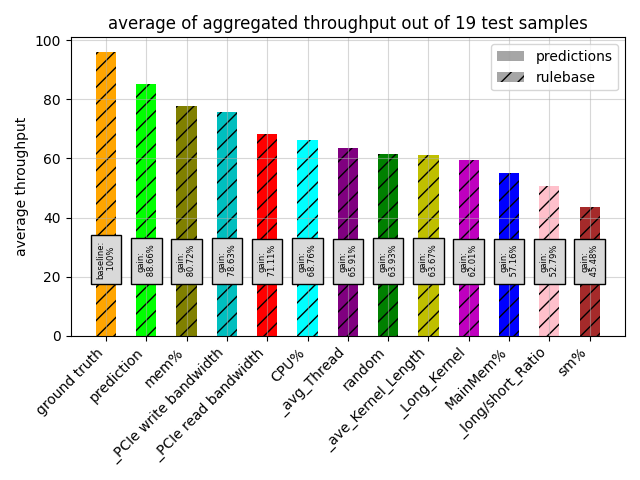 average of aggregated throughput out of 19 test samples
100
80
60
40
20
0
average throughput
predictions
rulebase
baseline:
100%
gain:
88.66%
gain:
80.72%
gain:
78.63%
gain:
71.11%
gain:
68.76%
gain:
65.91%
gain:
63.93%
gain:
63.67%
gain:
62.01%
gain:
57.16%
gain:
52.79%
gain:
45.48%
ground truth
prediction
mem%
_PCIe write bandwidth
_PCIe read bandwidth
CPU%
_avg_Thread
random
_ave_Kernel_Length
_Long_Kernel
MainMem%
_long/short_Ratio
sm%